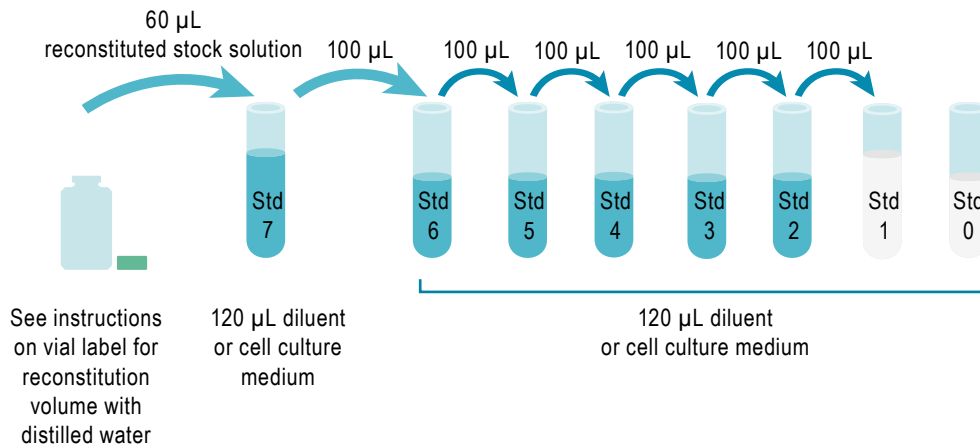 60 µL
reconstituted stock solution
100 µL
100 µL
100 µL
100 µL
100 µL
100 µL
Std
7
Std
6
Std
5
Std
4
Std
3
Std
2
Std
1
Std
0
See instructions
on vial label for
reconstitution
volume with
distilled water
120 µL diluent
or cell culture
medium
120 µL diluent
or cell culture medium